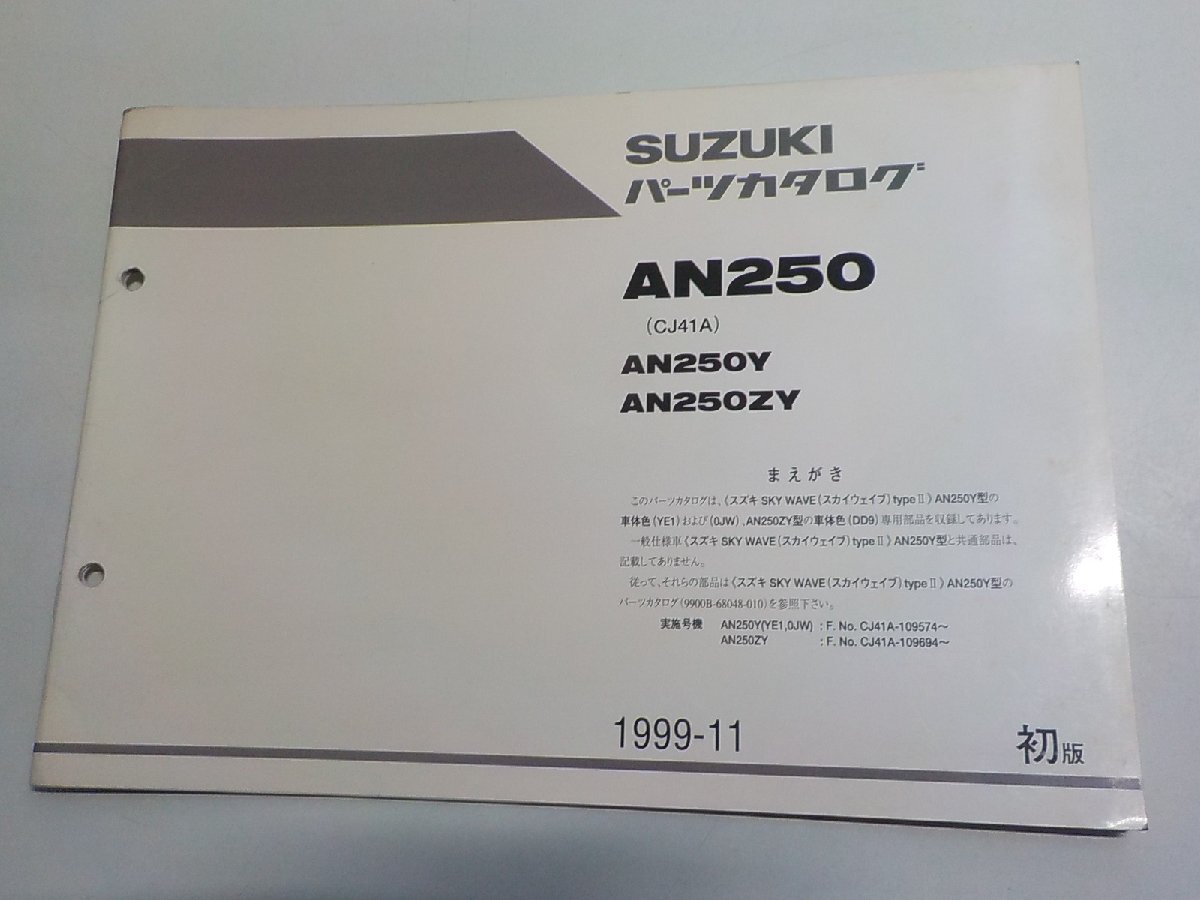 SUZUKI
パーツカタログ
AN250
(CJ41A)
AN250Y
AN250ZY
まえがき
このパーツカタログは、《スズキ SKY WAVE(スカイウェイブ) typeⅡ》AN250Y型の
車体色(YE1)および(0JW)、AN250ZY型の車体色(DD9)専用部品を収録してあります。
一般仕様車《スズキ SKY WAVE(スカイウェイブ) typeⅡ》AN250Y型と共通部品は、
記載してありません。
従って、それらの部品は《スズキ SKY WAVE(スカイウェイブ) typeⅡ》AN250Y型の
パーツカタログ(9900B-68048-010)を参照下さい。
実施号機 AN250Y(YE1,0JW) : F. No. CJ41A-109574〜
AN250ZY : F. No. CJ41A-109694〜
1999-11
初版